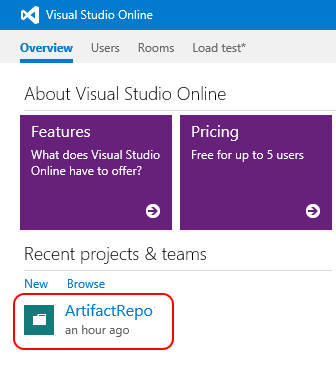 Visual Studio Online
Overview Users Rooms Load test*
About Visual Studio Online
Features
What does Visual Studio
Online have to offer?
Pricing
Free for up to 5 users
Recent projects & teams
New Browse
ArtifactRepo
an hour ago